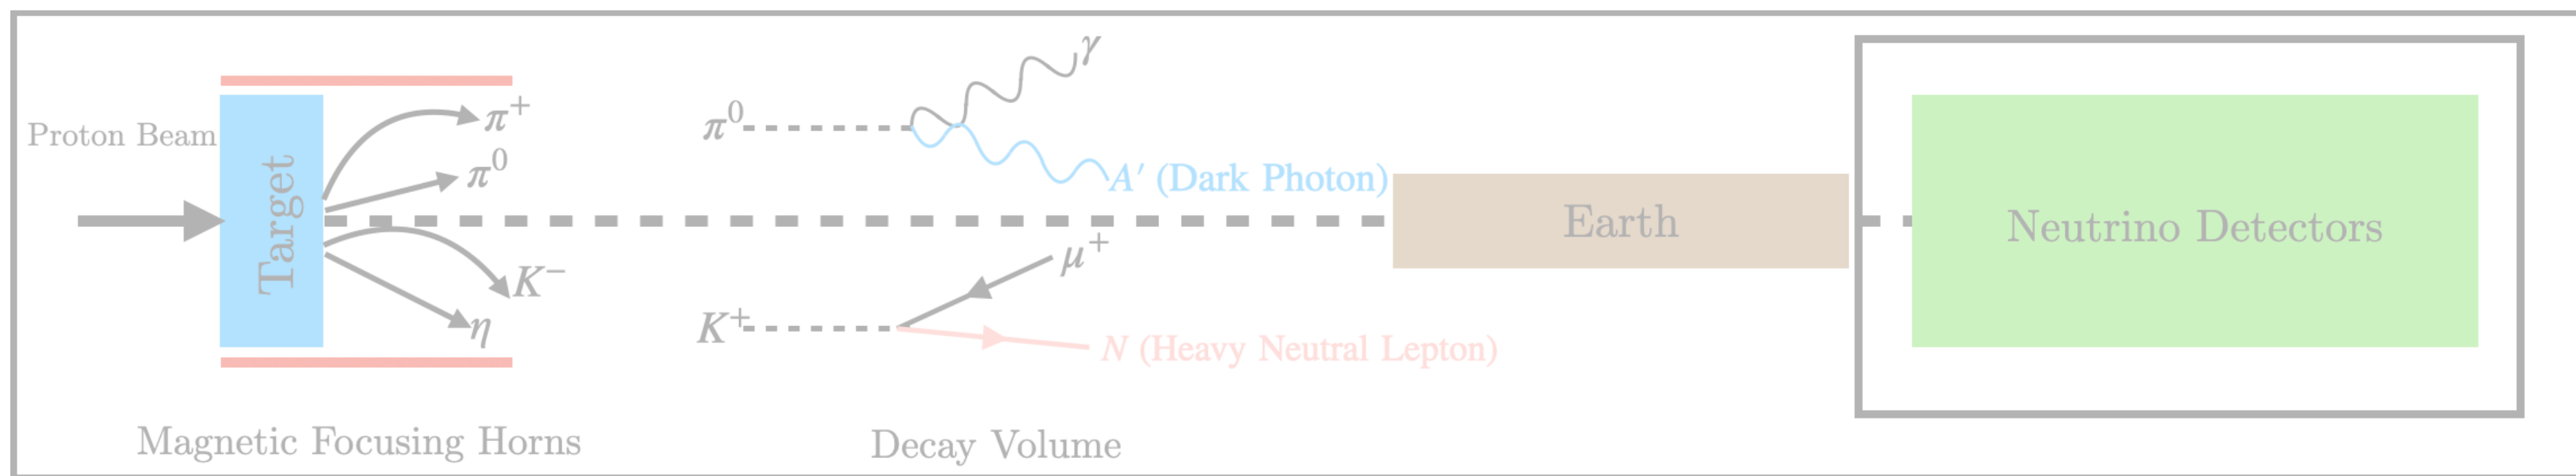 Proton Beam
Target
π⁺
π⁰
K⁻
η
Magnetic Focusing Horns
π⁰
γ
A′ (Dark Photon)
K⁺
μ⁺
N (Heavy Neutral Lepton)
Decay Volume
Earth
Neutrino Detectors